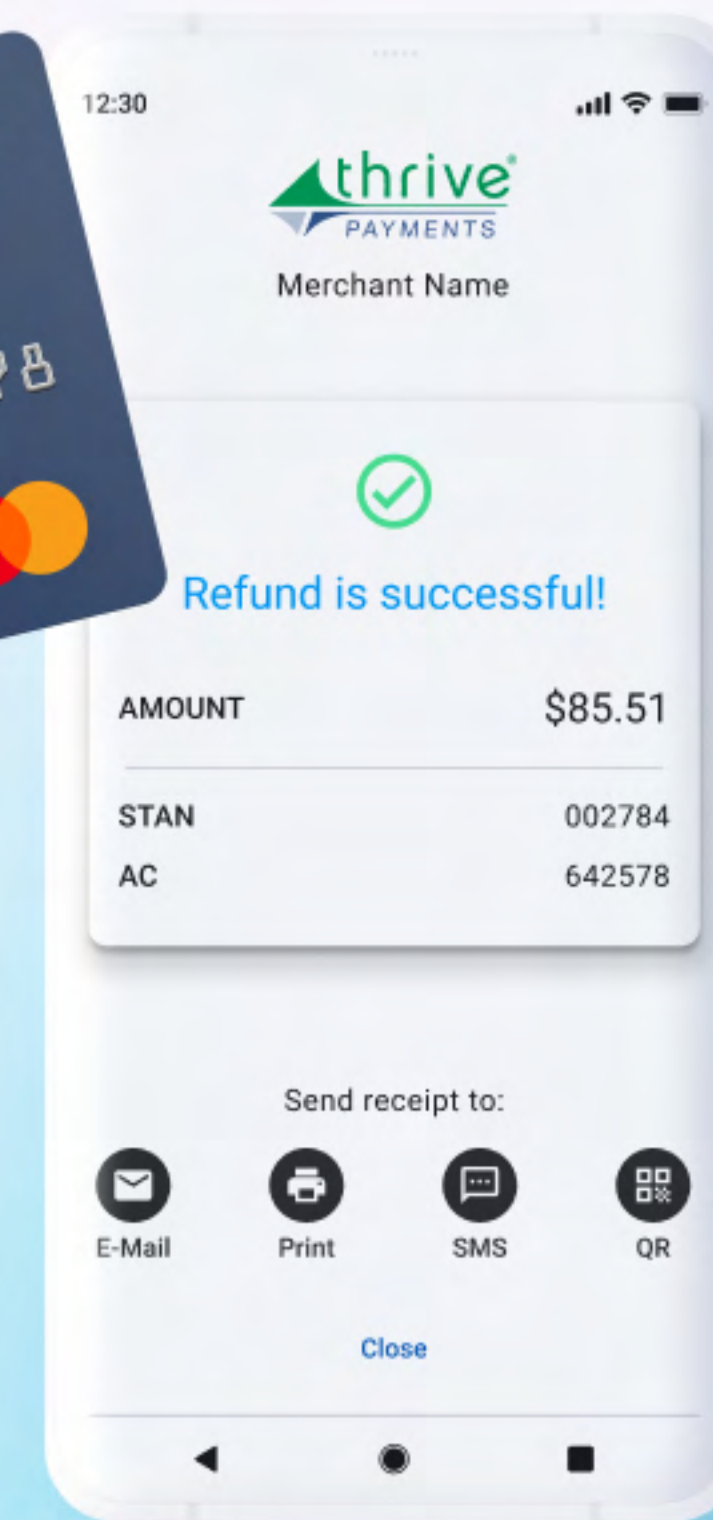 12:30
thrive®
PAYMENTS
Merchant Name
8
Refund is successful!
AMOUNT $85.51
STAN 002784
AC 642578
Send receipt to:
E-Mail Print SMS QR
Close